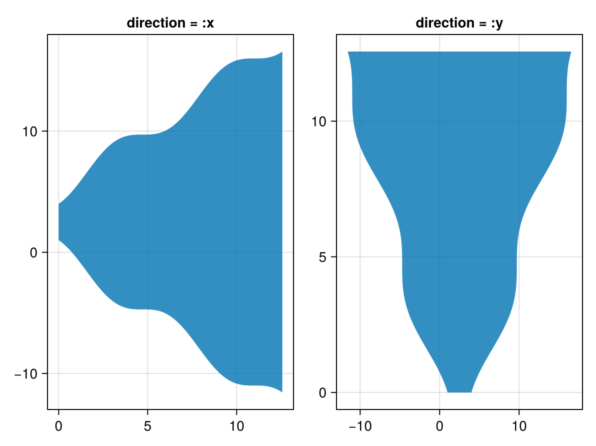 direction = :x
direction = :y
10
0
−10
0 5 10
10
5
0
−10 0 10